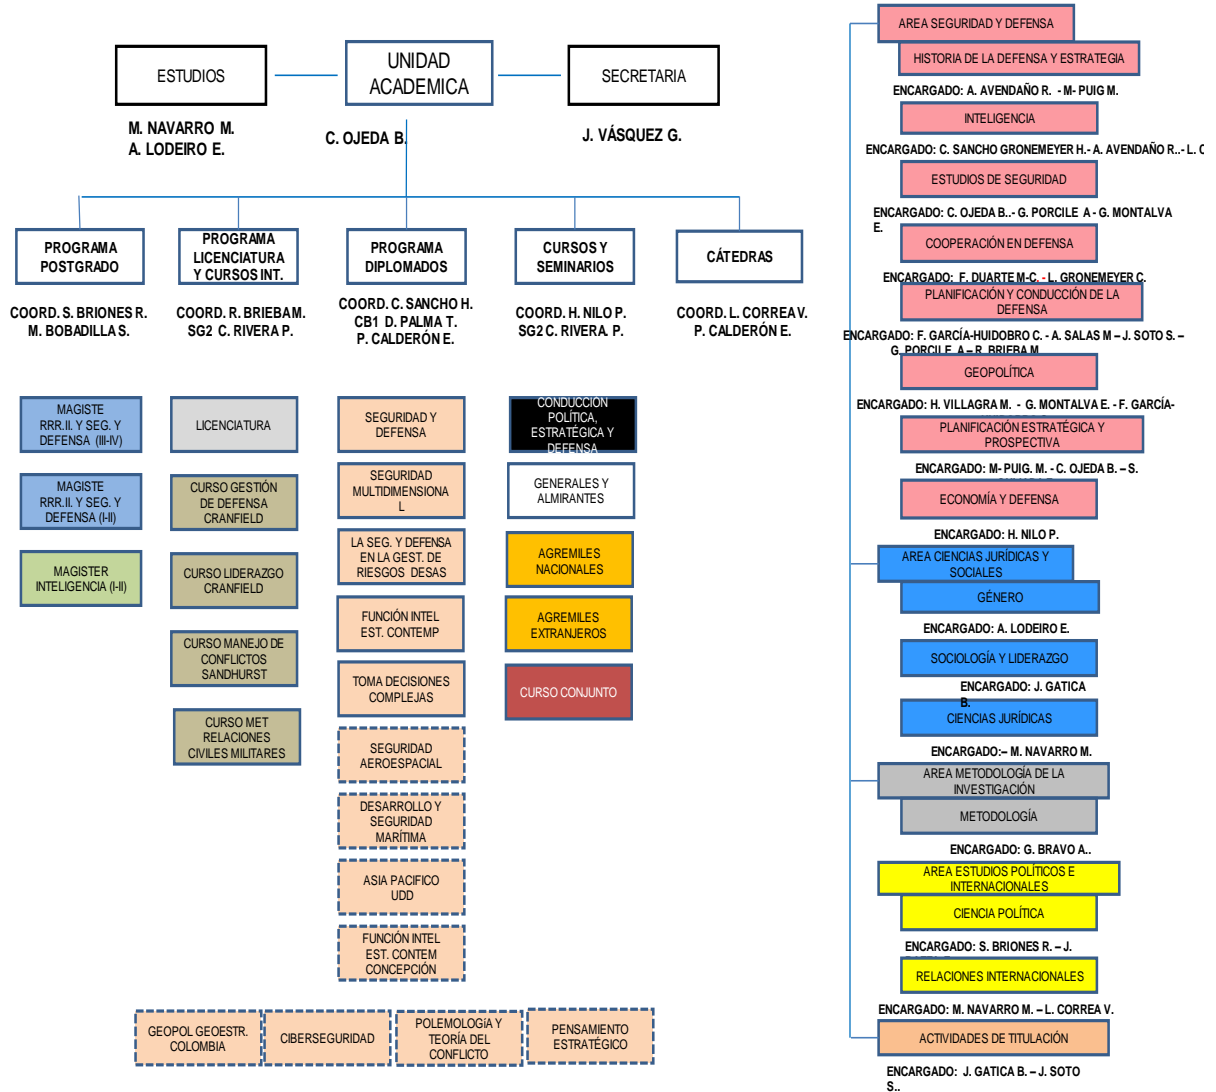 UNIDAD
ACADEMICA
ESTUDIOS
SECRETARIA
M. NAVARRO M.
A. LODEIRO E.
C. OJEDA B.
J. VÁSQUEZ G.
PROGRAMA
POSTGRADO
COORD. S. BRIONES R.
M. BOBADILLA S.
PROGRAMA
LICENCIATURA
Y CURSOS INT.
COORD. R. BRIEBA M.
SG2 C. RIVERA P.
PROGRAMA
DIPLOMADOS
COORD. C. SANCHO H.
CB1 D. PALMA T.
P. CALDERÓN E.
CURSOS Y
SEMINARIOS
COORD. H. NILO P.
SG2 C. RIVERA. P.
CÁTEDRAS
COORD. L. CORREA V.
P. CALDERÓN E.
MAGISTE
RRR.II. Y SEG. Y
DEFENSA (III-IV)
MAGISTE
RRR.II. Y SEG. Y
DEFENSA (I-II)
MAGISTER
INTELIGENCIA (I-II)
LICENCIATURA
CURSO GESTIÓN
DE DEFENSA
CRANFIELD
CURSO LIDERAZGO
CRANFIELD
CURSO MANEJO DE
CONFLICTOS
SANDHURST
CURSO MET
RELACIONES
CIVILES MILITARES
SEGURIDAD Y
DEFENSA
SEGURIDAD
MULTIDIMENSIONA
L
LA SEG. Y DEFENSA
EN LA GEST. DE
RIESGOS DESAS
FUNCIÓN INTEL
EST. CONTEMP
TOMA DECISIONES
COMPLEJAS
SEGURIDAD
AEROESPACIAL
DESARROLLO Y
SEGURIDAD
MARÍTIMA
ASIA PACIFICO
UDD
FUNCIÓN INTEL
EST. CONTEM
CONCEPCIÓN
CONDUCCIÓN
POLÍTICA,
ESTRATÉGICA Y
DEFENSA
GENERALES Y
ALMIRANTES
AGREMILES
NACIONALES
AGREMILES
EXTRANJEROS
CURSO CONJUNTO
GEOPOL GEOESTR.
COLOMBIA
CIBERSEGURIDAD
POLEMOLOGíA Y
TEORÍA DEL
CONFLICTO
PENSAMIENTO
ESTRATÉGICO
AREA SEGURIDAD Y DEFENSA
HISTORIA DE LA DEFENSA Y ESTRATEGIA
ENCARGADO: A. AVENDAÑO R. - M- PUIG M.
INTELIGENCIA
ENCARGADO: C. SANCHO GRONEMEYER H.- A. AVENDAÑO R..- L. C
ESTUDIOS DE SEGURIDAD
ENCARGADO: C. OJEDA B..- G. PORCILE A - G. MONTALVA
E.
COOPERACIÓN EN DEFENSA
ENCARGADO: F. DUARTE M-C. - L. GRONEMEYER C.
PLANIFICACIÓN Y CONDUCCIÓN DE LA
DEFENSA
ENCARGADO: F. GARCÍA-HUIDOBRO C. - A. SALAS M – J. SOTO S. –
G. PORCILE A – R. BRIEBA M
GEOPOLÍTICA
ENCARGADO: H. VILLAGRA M. - G. MONTALVA E. - F. GARCÍA-
PLANIFICACIÓN ESTRATÉGICA Y
PROSPECTIVA
ENCARGADO: M- PUIG. M. - C. OJEDA B. – S.
ECONOMÍA Y DEFENSA
ENCARGADO: H. NILO P.
AREA CIENCIAS JURÍDICAS Y
SOCIALES
GÉNERO
ENCARGADO: A. LODEIRO E.
SOCIOLOGÍA Y LIDERAZGO
ENCARGADO: J. GATICA
B.
CIENCIAS JURÍDICAS
ENCARGADO:– M. NAVARRO M.
AREA METODOLOGÍA DE LA
INVESTIGACIÓN
METODOLOGÍA
ENCARGADO: G. BRAVO A..
AREA ESTUDIOS POLÍTICOS E
INTERNACIONALES
CIENCIA POLÍTICA
ENCARGADO: S. BRIONES R. – J.
RELACIONES INTERNACIONALES
ENCARGADO: M. NAVARRO M. – L. CORREA V.
ACTIVIDADES DE TITULACIÓN
ENCARGADO: J. GATICA B. – J. SOTO
S..